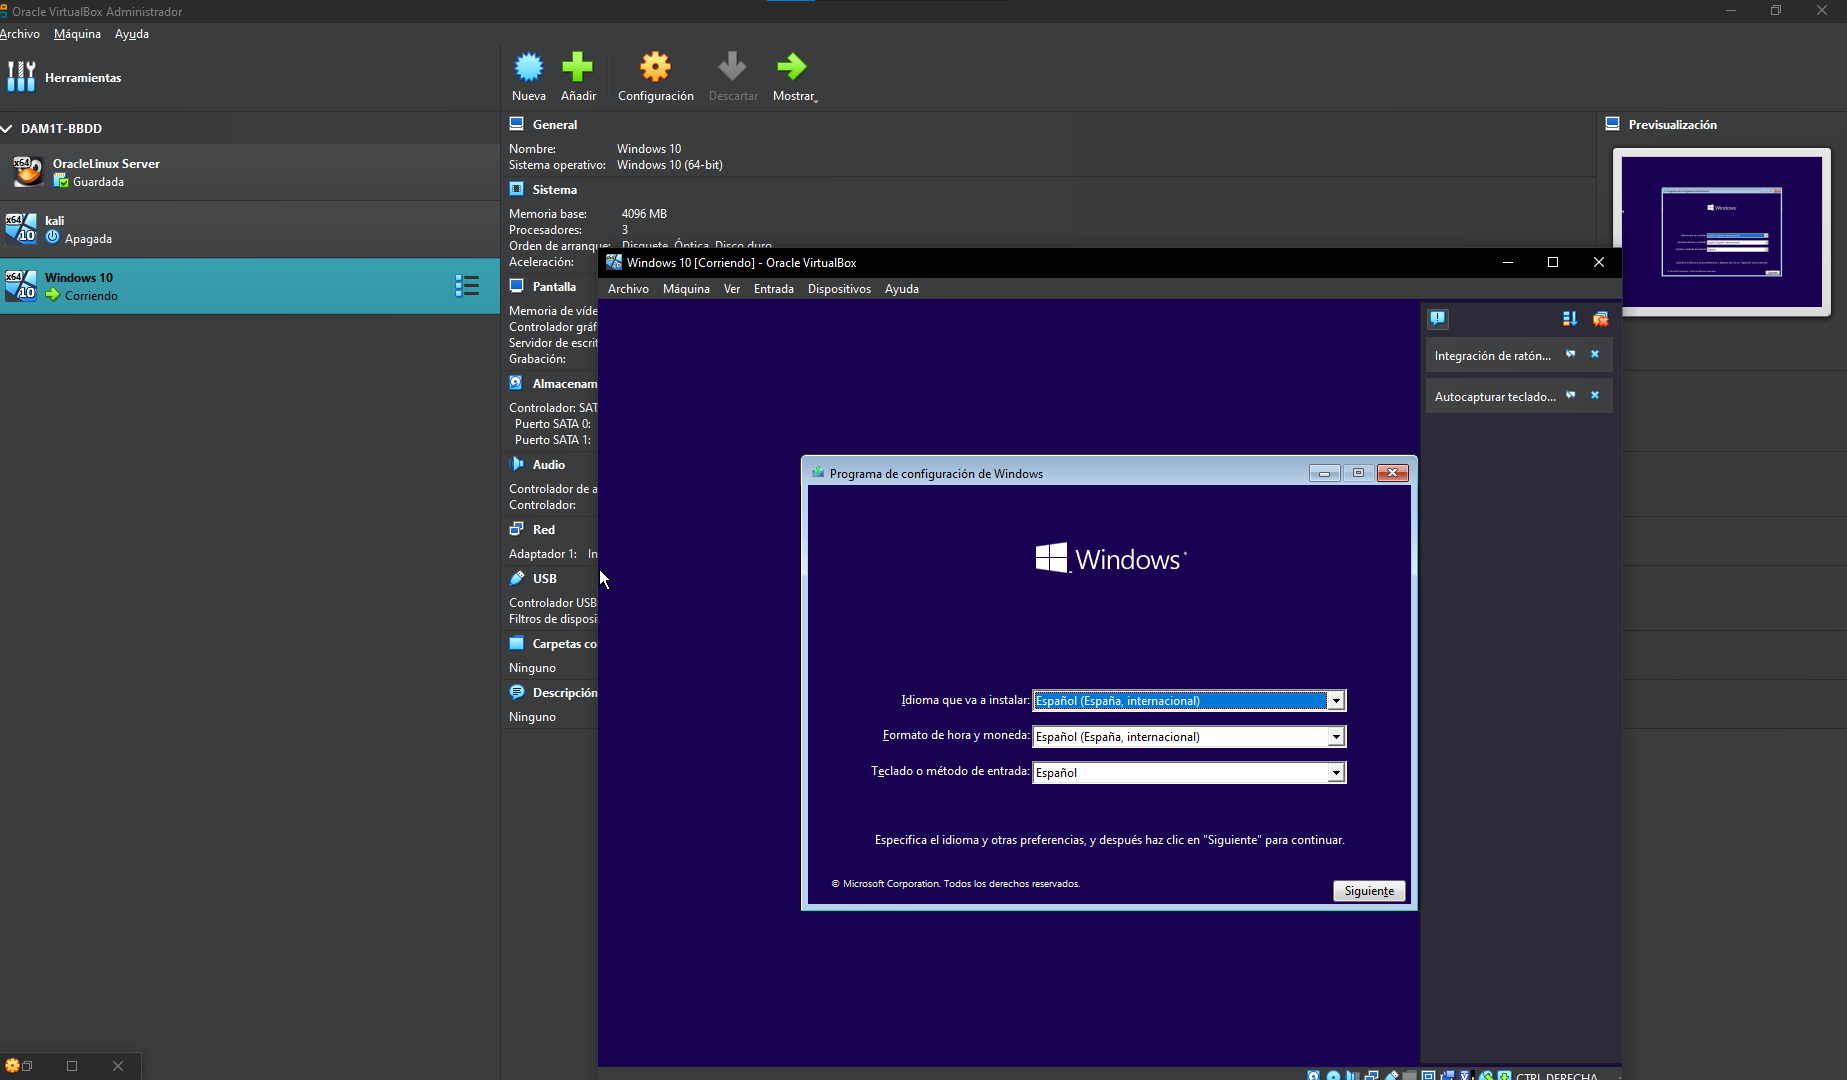 Oracle VirtualBox Administrador
Archivo Máquina Ayuda
Herramientas
Nueva Añadir Configuración Descartar Mostrar
DAM1T-BBDD
OracleLinux Server
Guardada
kali
Apagada
Windows 10
Corriendo
General
Nombre: Windows 10
Sistema operativo: Windows 10 (64-bit)
Sistema
Memoria base: 4096 MB
Procesadores: 3
Orden de arranque: Disquete, Óptica, Disco duro
Aceleración:
Pantalla
Memoria de víde
Controlador gráf
Servidor de escrit
Grabación:
Almacenam
Controlador: SAT
Puerto SATA 0:
Puerto SATA 1:
Audio
Controlador de a
Controlador:
Red
Adaptador 1: In
USB
Controlador USB
Filtros de disposi
Carpetas co
Ninguno
Descripción
Ninguno
Previsualización
Windows 10 [Corriendo] - Oracle VirtualBox
Archivo Máquina Ver Entrada Dispositivos Ayuda
Integración de ratón...
Autocapturar teclado...
Programa de configuración de Windows
Windows
Idioma que va a instalar: Español (España, internacional)
Formato de hora y moneda: Español (España, internacional)
Teclado o método de entrada: Español
Especifica el idioma y otras preferencias, y después haz clic en "Siguiente" para continuar.
© Microsoft Corporation. Todos los derechos reservados.
Siguiente
CTRL DERECHA